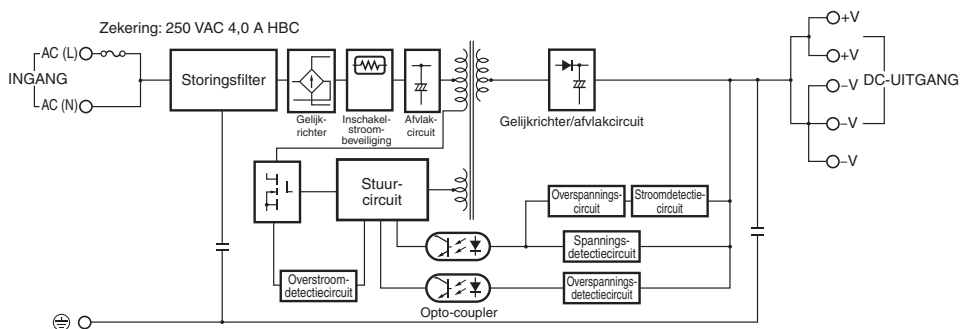 Zekering: 250 VAC 4,0 A HBC
AC (L)
INGANG
AC (N)
Storingsfilter
Gelijk-
richter
Inschakel-
stroom-
beveiliging
Afvlak-
circuit
Gelijkrichter/afvlakcircuit
+V
+V
–V
–V
–V
DC-UITGANG
Stuur-
circuit
Overspannings-
circuit
Stroomdetectie-
circuit
Spannings-
detectiecircuit
Overstroom-
detectiecircuit
Overspannings-
detectiecircuit
Opto-coupler